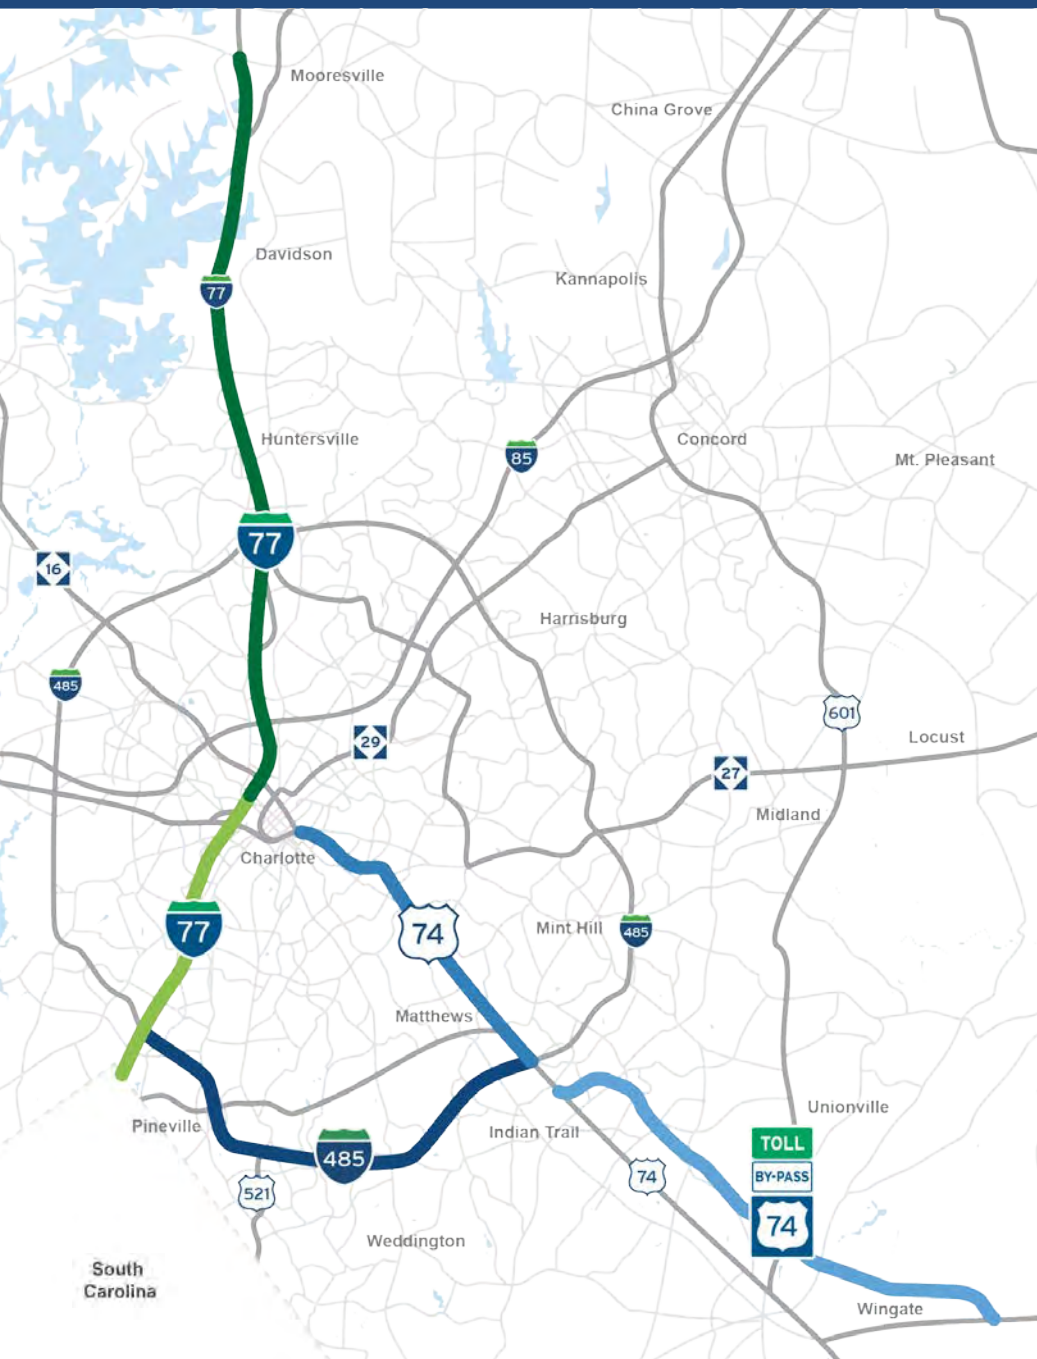 Mooresville
China Grove
Davidson
Kannapolis
77
Huntersville
Concord
85
Mt. Pleasant
77
16
Harrisburg
485
601
29
Locust
27
Midland
Charlotte
77
74
Mint Hill
485
Matthews
Unionville
Pineville
Indian Trail
TOLL
485
BY-PASS
74
521
74
Weddington
South
Carolina
Wingate